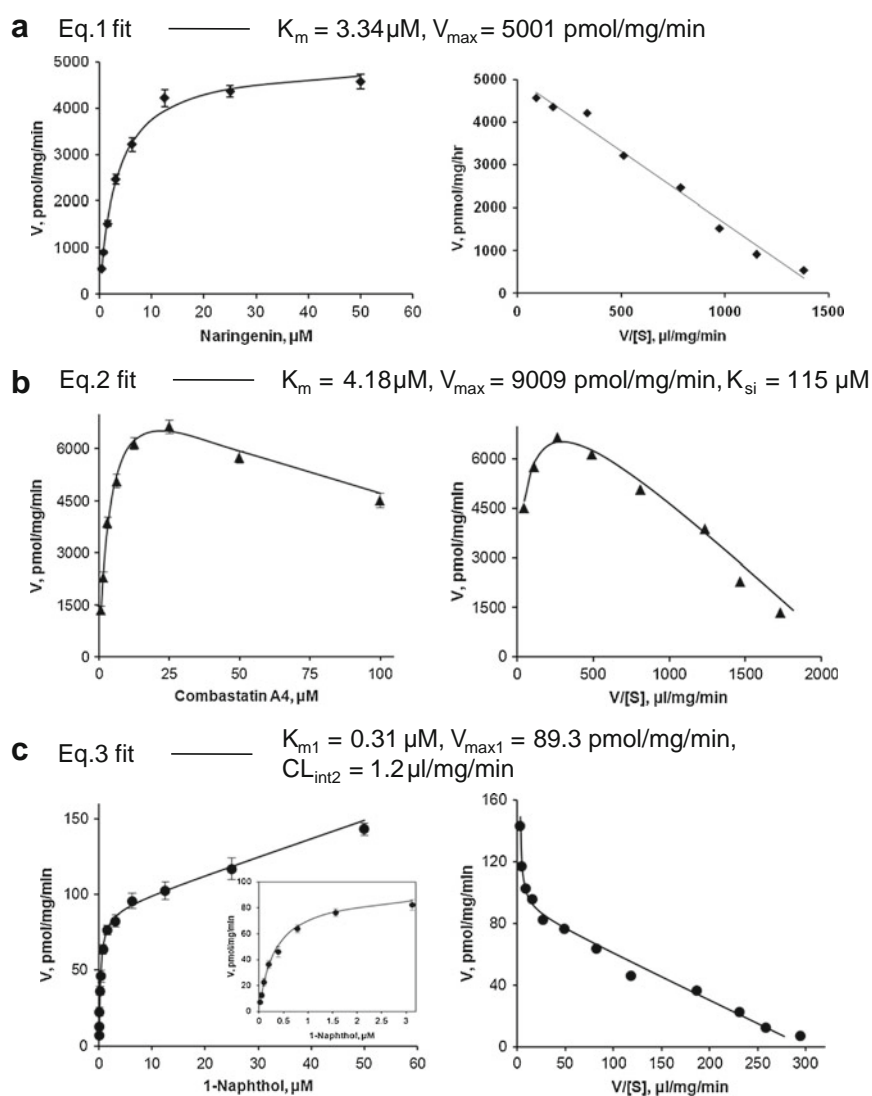 a Eq.1 fit K_m = 3.34 µM, V_max = 5001 pmol/mg/min
5000
4000
3000
2000
1000
0
0 10 20 30 40 50 60
V, pmol/mg/min
Naringenin, µM
5000
4000
3000
2000
1000
0
0 500 1000 1500
V, pnmol/mg/hr
V/[S], µl/mg/min
b Eq.2 fit K_m = 4.18 µM, V_max = 9009 pmol/mg/min, K_si = 115 µM
6000
4500
3000
1500
0
0 25 50 75 100
V, pmol/mg/min
Combastatin A4, µM
6000
4500
3000
1500
0
0 500 1000 1500 2000
V, pmol/mg/min
V/[S], µl/mg/min
c Eq.3 fit K_m1 = 0.31 µM, V_max1 = 89.3 pmol/mg/min,
CL_int2 = 1.2 µl/mg/min
150
100
50
0
0 10 20 30 40 50 60
V, pmol/mg/min
1-Naphthol, µM
100
80
60
40
20
0
0 0.5 1 1.5 2 2.5 3
V, pmol/mg/min
1-Naphthol, µM
160
120
80
40
0
0 50 100 150 200 250 300
V, pmol/mg/min
V/[S], µl/mg/min